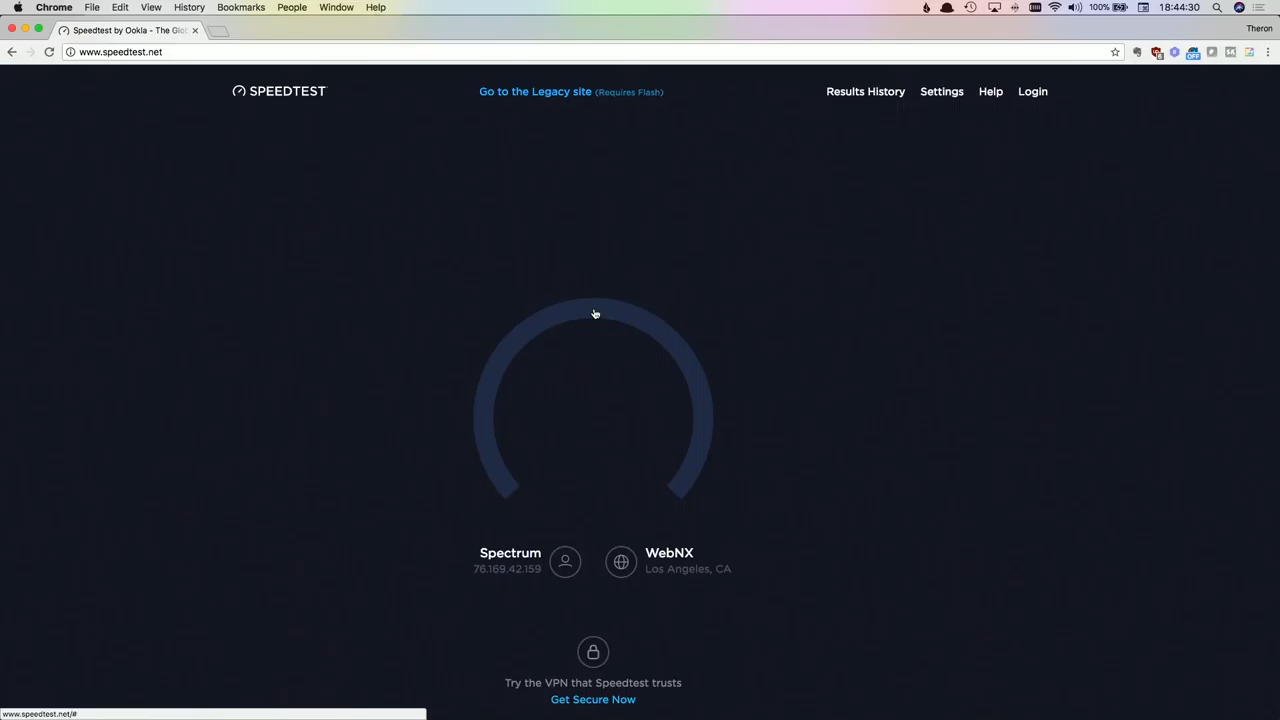 Chrome File Edit View History Bookmarks People Window Help 100% 18:44:30
Speedtest by Ookla - The Glo Theron
www.speedtest.net OFF
SPEEDTEST Go to the Legacy site (Requires Flash) Results History Settings Help Login
Spectrum WebNX
76.169.42.159 Los Angeles, CA
Try the VPN that Speedtest trusts
Get Secure Now
www.speedtest.net/#